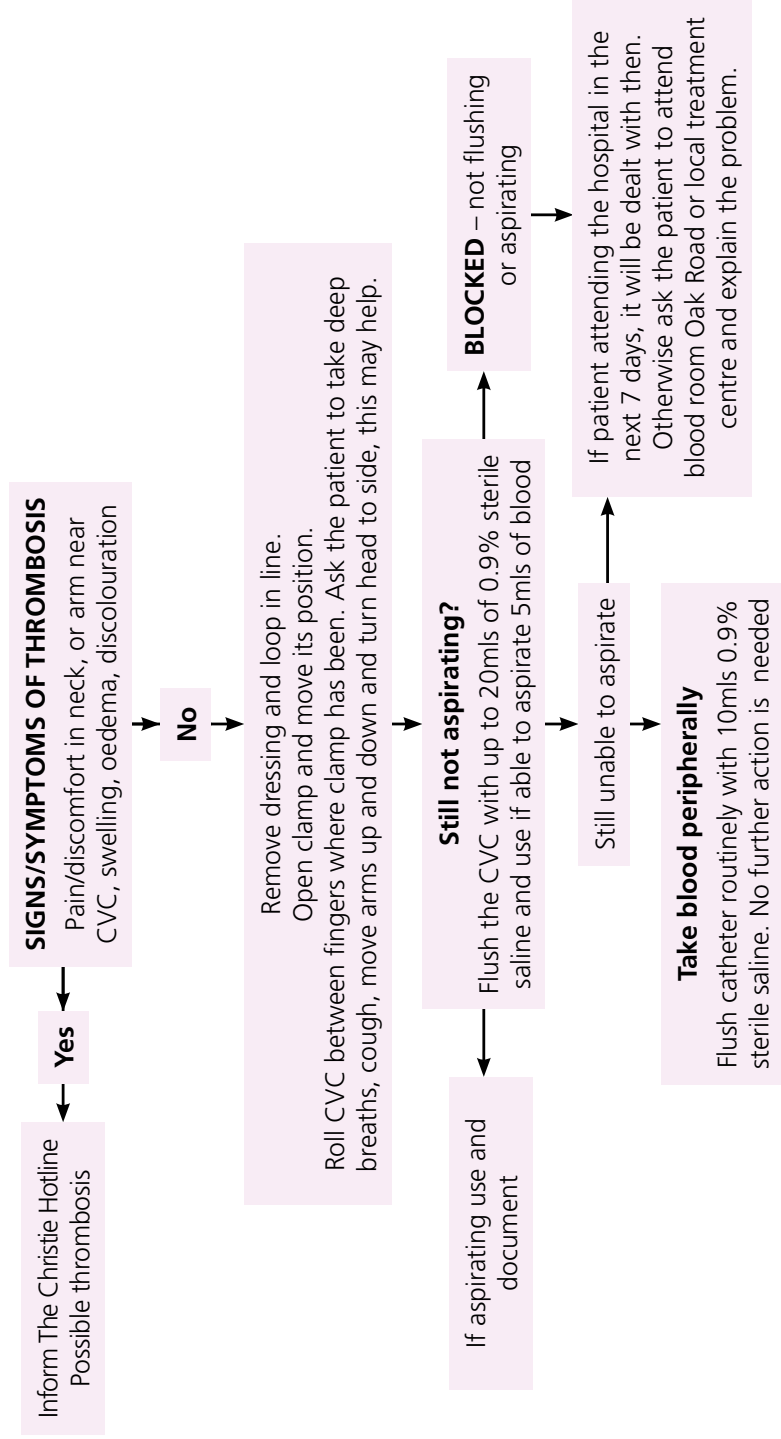 SIGNS/SYMPTOMS OF THROMBOSIS
Pain/discomfort in neck, or arm near
CVC, swelling, oedema, discolouration
Yes
Inform The Christie Hotline
Possible thrombosis
No
Remove dressing and loop in line.
Open clamp and move its position.
Roll CVC between fingers where clamp has been. Ask the patient to take deep
breaths, cough, move arms up and down and turn head to side, this may help.
Still not aspirating?
Flush the CVC with up to 20mls of 0.9% sterile
saline and use if able to aspirate 5mls of blood
If aspirating use and
document
BLOCKED – not flushing
or aspirating
Still unable to aspirate
If patient attending the hospital in the
next 7 days, it will be dealt with then.
Otherwise ask the patient to attend
blood room Oak Road or local treatment
centre and explain the problem.
Take blood peripherally
Flush catheter routinely with 10mls 0.9%
sterile saline. No further action is needed